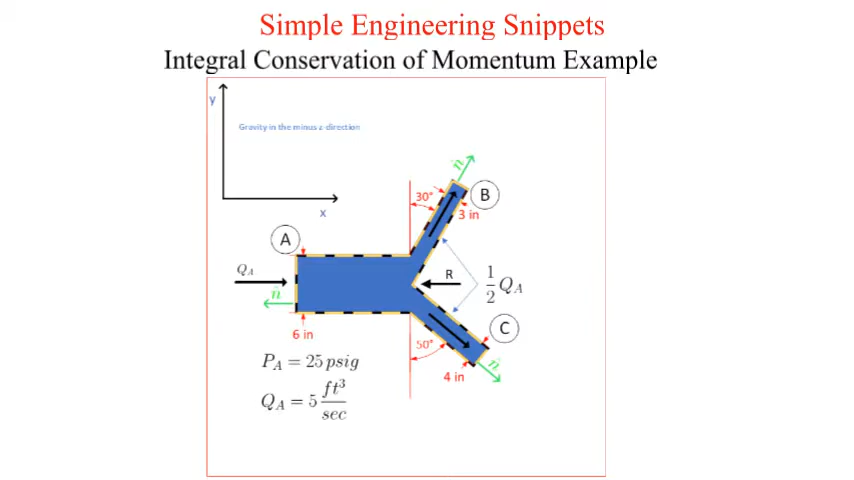 Simple Engineering Snippets
Integral Conservation of Momentum Example
y
Gravity in the minus z-direction
x
n̂
30°
B
3 in
A
Q_A
R
1/2 Q_A
n̂
6 in
C
50°
4 in
n̂
P_A = 25 psig
Q_A = 5 ft³/sec